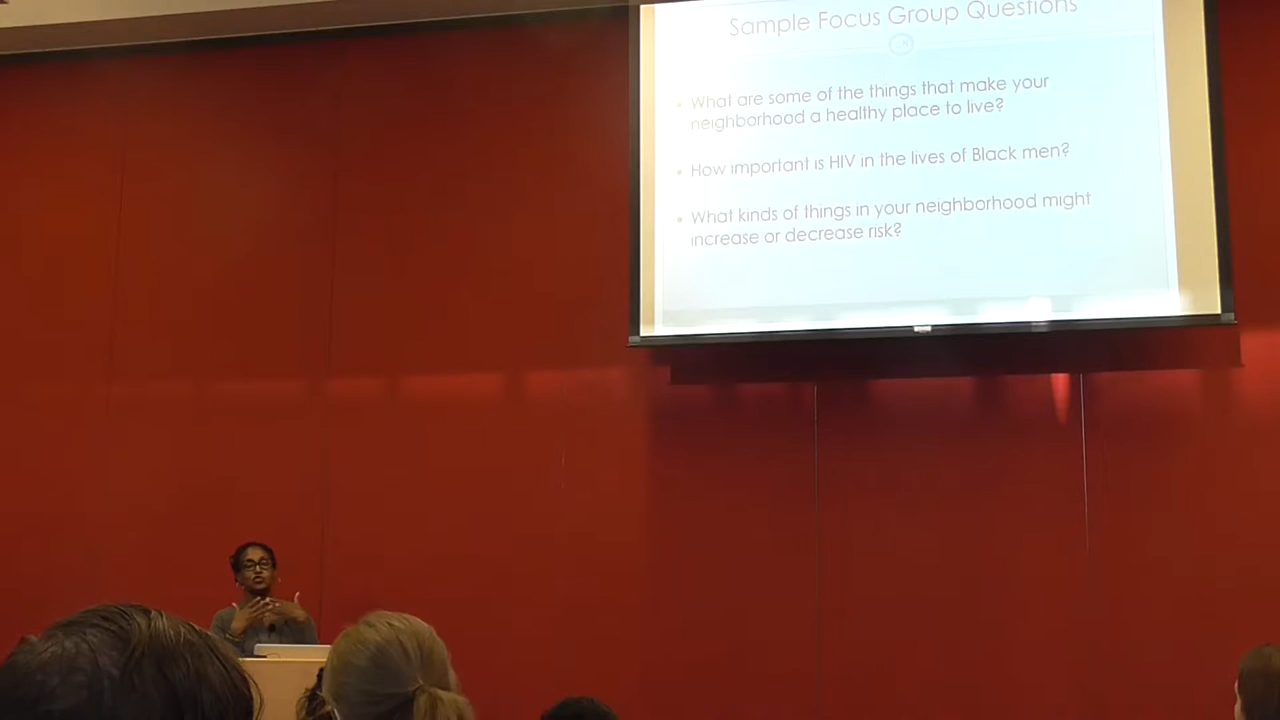 Sample Focus Group Questions
What are some of the things that make your
neighborhood a healthy place to live?
How important is HIV in the lives of Black men?
What kinds of things in your neighborhood might
increase or decrease risk?